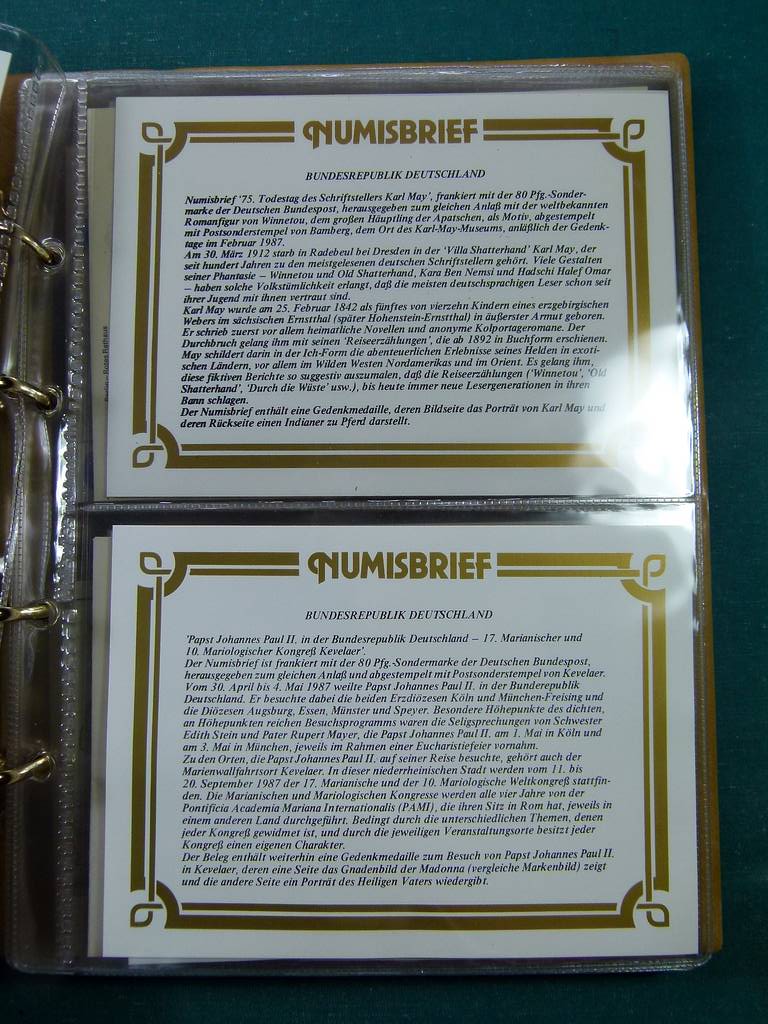 NUMISBRIEF
BUNDESREPUBLIK DEUTSCHLAND
Numisbrief '75. Todestag des Schriftstellers Karl May', frankiert mit der 80 Pfg.-Sonder-
marke der Deutschen Bundespost, herausgegeben zum gleichen Anlaß mit der weltbekannten
Romanfigur von Winnetou, dem großen Häuptling der Apatschen, als Motiv, abgestempelt
mit Postsonderstempel von Bamberg, dem Ort des Karl-May-Museums, anläßlich der Gedenk-
tage im Februar 1987.
Am 30. März 1912 starb in Radebeul bei Dresden in der 'Villa Shatterhand' Karl May, der
seit hundert Jahren zu den meistgelesenen deutschen Schriftstellern gehört. Viele Gestalten
seiner Phantasie – Winnetou und Old Shatterhand, Kara Ben Nemsi und Hadschi Halef Omar
– haben solche Volkstümlichkeit erlangt, daß die meisten deutschsprachigen Leser schon seit
ihrer Jugend mit ihnen vertraut sind.
Karl May wurde am 25. Februar 1842 als fünftes von vierzehn Kindern eines erzgebirgischen
Webers im sächsischen Ernstthal (später Hohenstein-Ernstthal) in äußerster Armut geboren.
Er schrieb zuerst vor allem heimatliche Novellen und anonyme Kolportageromane. Der
Durchbruch gelang ihm mit seinen 'Reiseerzählungen', die ab 1892 in Buchform erschienen.
May schildert darin in der Ich-Form die abenteuerlichen Erlebnisse seines Helden in exoti-
schen Ländern, vor allem im Wilden Westen Nordamerikas und im Orient. Es gelang ihm,
diese fiktiven Berichte so suggestiv auszumalen, daß die Reiseerzählungen ('Winnetou', 'Old
Shatterhand', 'Durch die Wüste' usw.), bis heute immer neue Lesergenerationen in ihren
Bann schlagen.
Der Numisbrief enthält eine Gedenkmedaille, deren Bildseite das Porträt von Karl May und
deren Rückseite einen Indianer zu Pferd darstellt.
Berlin - Rotes Rathaus
NUMISBRIEF
BUNDESREPUBLIK DEUTSCHLAND
'Papst Johannes Paul II. in der Bundesrepublik Deutschland – 17. Marianischer und
10. Mariologischer Kongreß Kevelaer'.
Der Numisbrief ist frankiert mit der 80 Pfg.-Sondermarke der Deutschen Bundespost,
herausgegeben zum gleichen Anlaß und abgestempelt mit Postsonderstempel von Kevelaer.
Vom 30. April bis 4. Mai 1987 weilte Papst Johannes Paul II. in der Bunderepublik
Deutschland. Er besuchte dabei die beiden Erzdiözesen Köln und München-Freising und
die Diözesen Augsburg, Essen, Münster und Speyer. Besondere Höhepunkte des dichten,
an Höhepunkten reichen Besuchsprogramms waren die Seligsprechungen von Schwester
Edith Stein und Pater Rupert Mayer, die Papst Johannes Paul II. am 1. Mai in Köln und
am 3. Mai in München, jeweils im Rahmen einer Eucharistiefeier vornahm.
Zu den Orten, die Papst Johannes Paul II. auf seiner Reise besuchte, gehört auch der
Marienwallfahrtsort Kevelaer. In dieser niederrheinischen Stadt werden vom 11. bis
20. September 1987 der 17. Marianische und der 10. Mariologische Weltkongreß stattfin-
den. Die Marianischen und Mariologischen Kongresse werden alle vier Jahre von der
Pontificia Academia Mariana Internationalis (PAMI), die ihren Sitz in Rom hat, jeweils in
einem anderen Land durchgeführt. Bedingt durch die unterschiedlichen Themen, denen
jeder Kongreß gewidmet ist, und durch die jeweiligen Veranstaltungsorte besitzt jeder
Kongreß einen eigenen Charakter.
Der Beleg enthält weiterhin eine Gedenkmedaille zum Besuch von Papst Johannes Paul II.
in Kevelaer, deren eine Seite das Gnadenbild der Madonna (vergleiche Markenbild) zeigt
und die andere Seite ein Porträt des Heiligen Vaters wiedergibt.